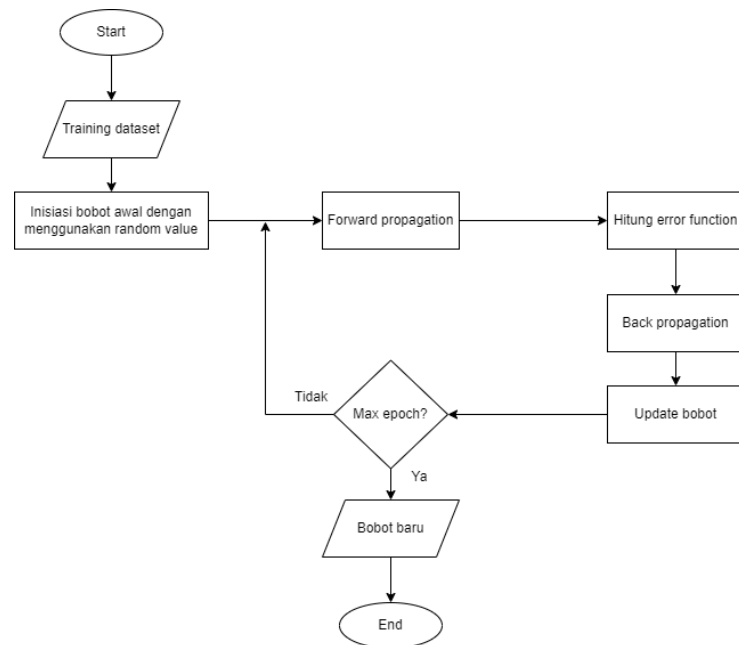 Start
Training dataset
Inisiasi bobot awal dengan
menggunakan random value
Forward propagation
Hitung error function
Back propagation
Update bobot
Max epoch?
Tidak
Ya
Bobot baru
End